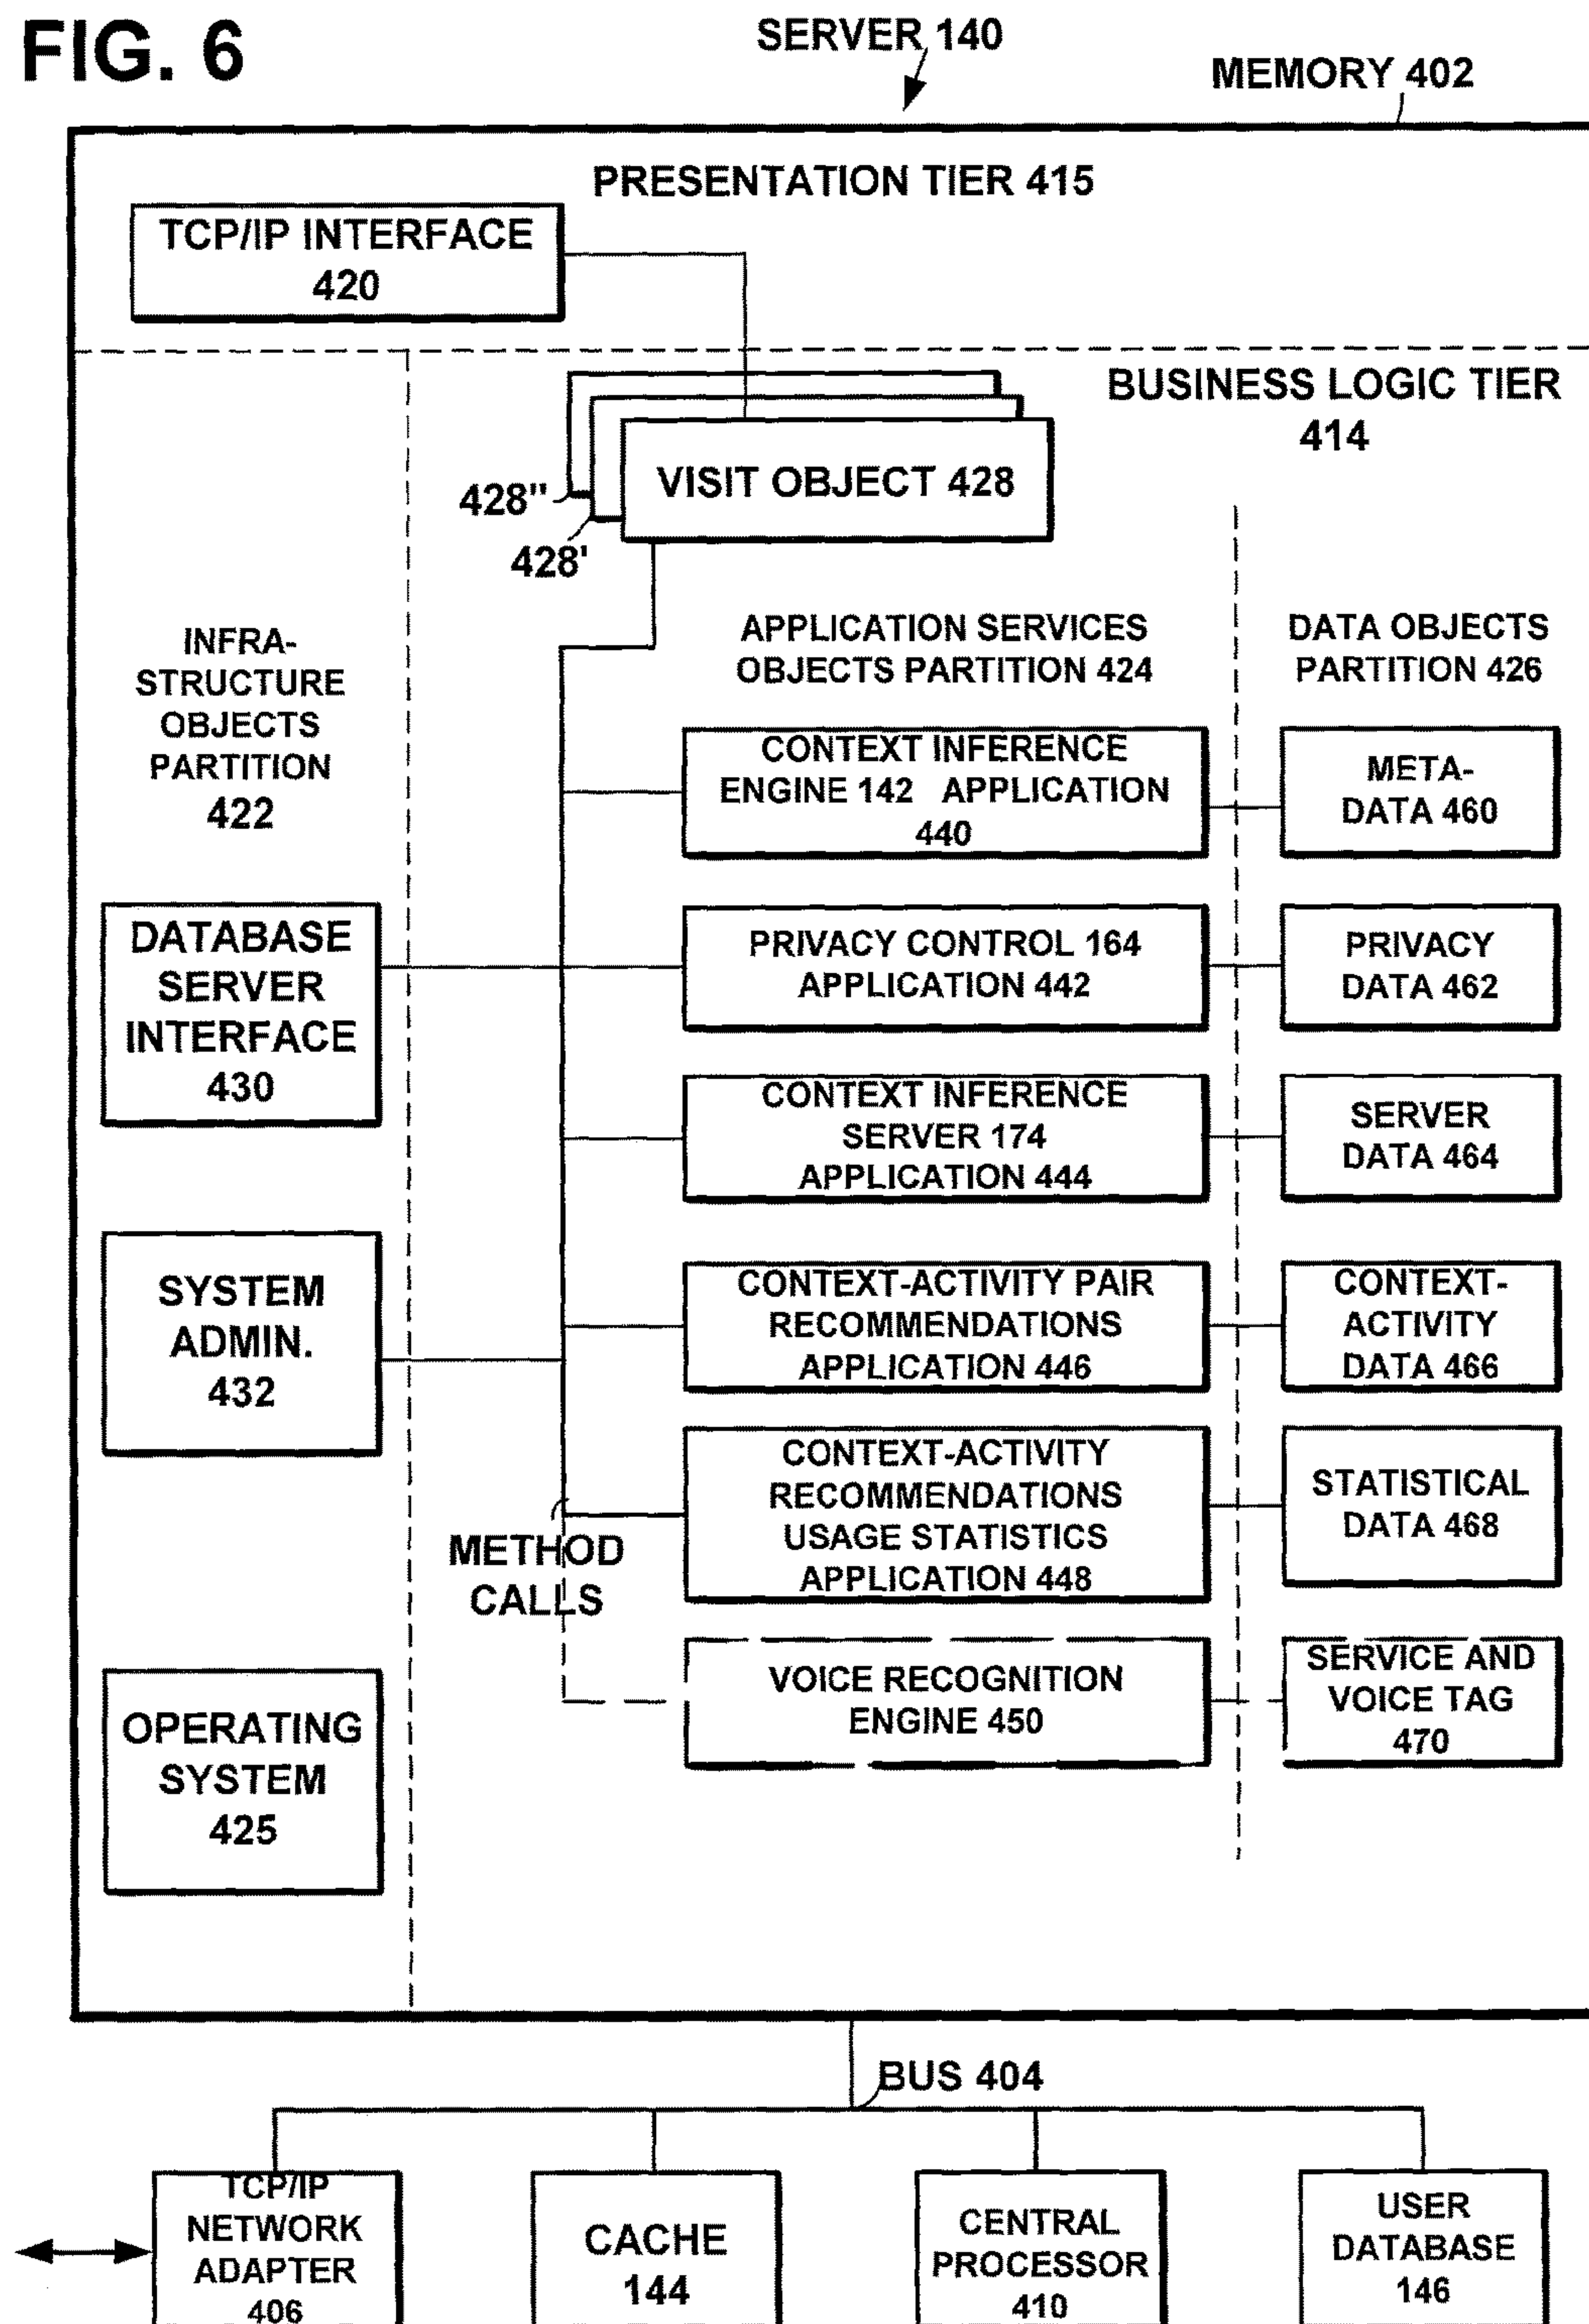 FIG. 6
SERVER 140
MEMORY 402
PRESENTATION TIER 415
TCP/IP INTERFACE
420
BUSINESS LOGIC TIER
414
VISIT OBJECT 428
428"
428'
INFRA-
STRUCTURE
OBJECTS
PARTITION
422
APPLICATION SERVICES
OBJECTS PARTITION 424
DATA OBJECTS
PARTITION 426
CONTEXT INFERENCE
ENGINE 142 APPLICATION
440
META-
DATA 460
DATABASE
SERVER
INTERFACE
430
PRIVACY CONTROL 164
APPLICATION 442
PRIVACY
DATA 462
CONTEXT INFERENCE
SERVER 174
APPLICATION 444
SERVER
DATA 464
SYSTEM
ADMIN.
432
CONTEXT-ACTIVITY PAIR
RECOMMENDATIONS
APPLICATION 446
CONTEXT-
ACTIVITY
DATA 466
METHOD
CALLS
CONTEXT-ACTIVITY
RECOMMENDATIONS
USAGE STATISTICS
APPLICATION 448
STATISTICAL
DATA 468
OPERATING
SYSTEM
425
VOICE RECOGNITION
ENGINE 450
SERVICE AND
VOICE TAG
470
BUS 404
TCP/IP
NETWORK
ADAPTER
406
CACHE
144
CENTRAL
PROCESSOR
410
USER
DATABASE
146